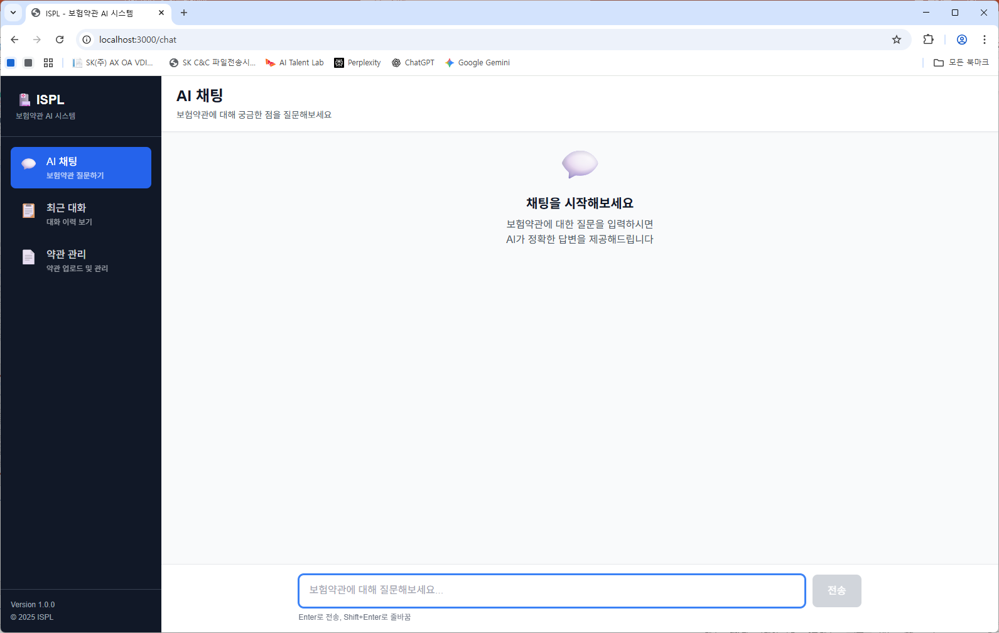 ISPL - 보험약관 AI 시스템
localhost:3000/chat
SK(주) AX OA VDI...
SK C&C 파일전송시...
AI Talent Lab
Perplexity
ChatGPT
Google Gemini
모든 북마크
ISPL
보험약관 AI 시스템
AI 채팅
보험약관 질문하기
최근 대화
대화 이력 보기
약관 관리
약관 업로드 및 관리
Version 1.0.0
© 2025 ISPL
AI 채팅
보험약관에 대해 궁금한 점을 질문해보세요
채팅을 시작해보세요
보험약관에 대한 질문을 입력하시면
AI가 정확한 답변을 제공해드립니다
보험약관에 대해 질문해보세요...
전송
Enter로 전송, Shift+Enter로 줄바꿈